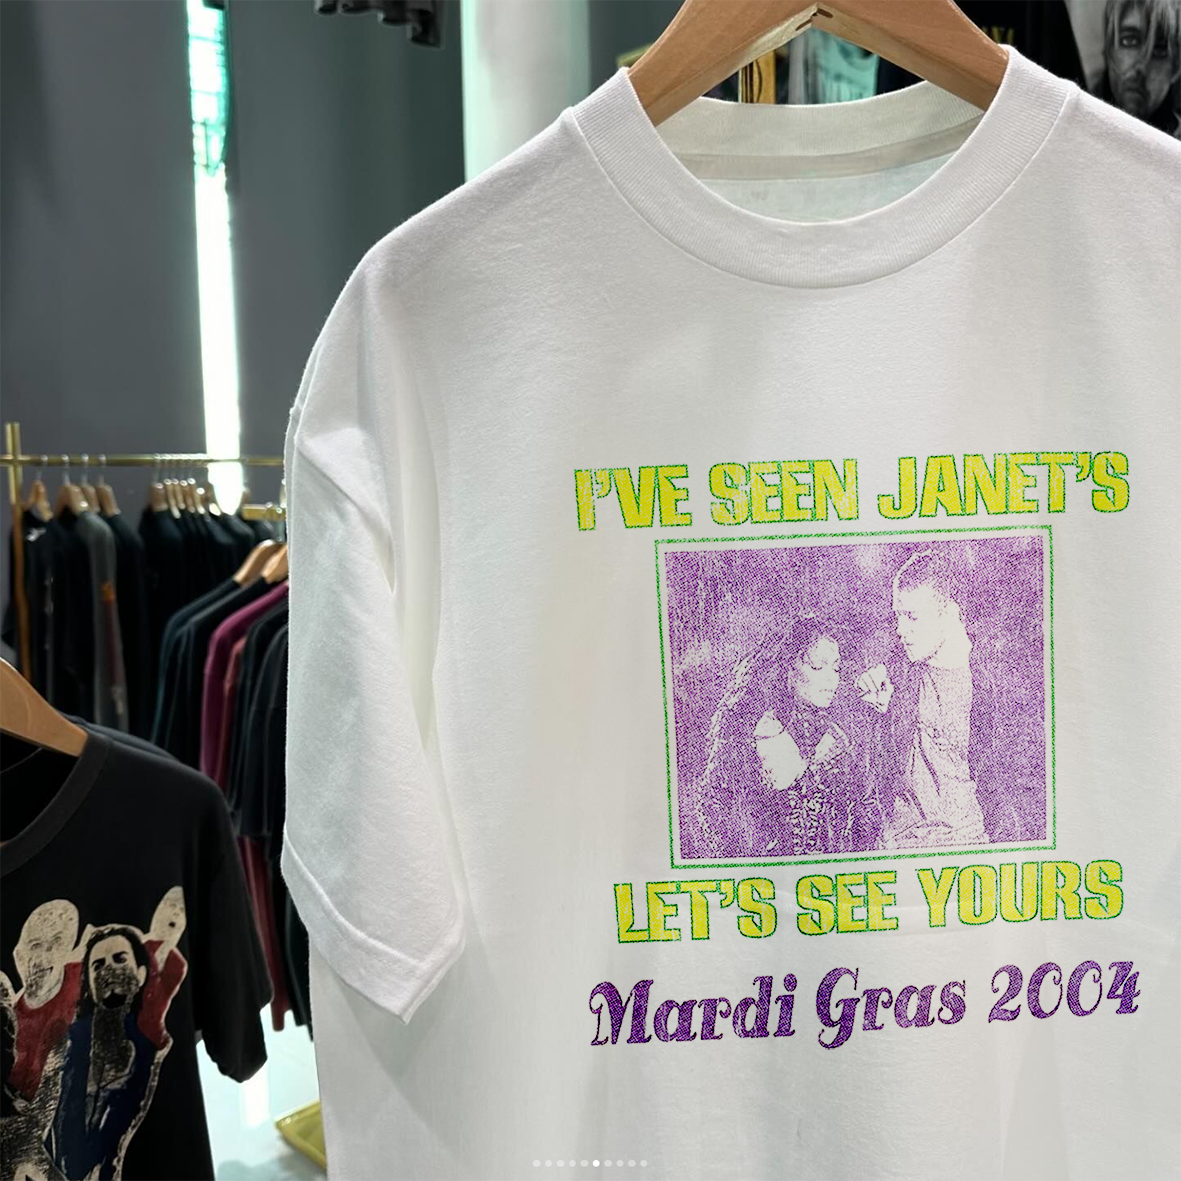 I'VE SEEN JANET'S
LET'S SEE YOURS
Mardi Gras 2004